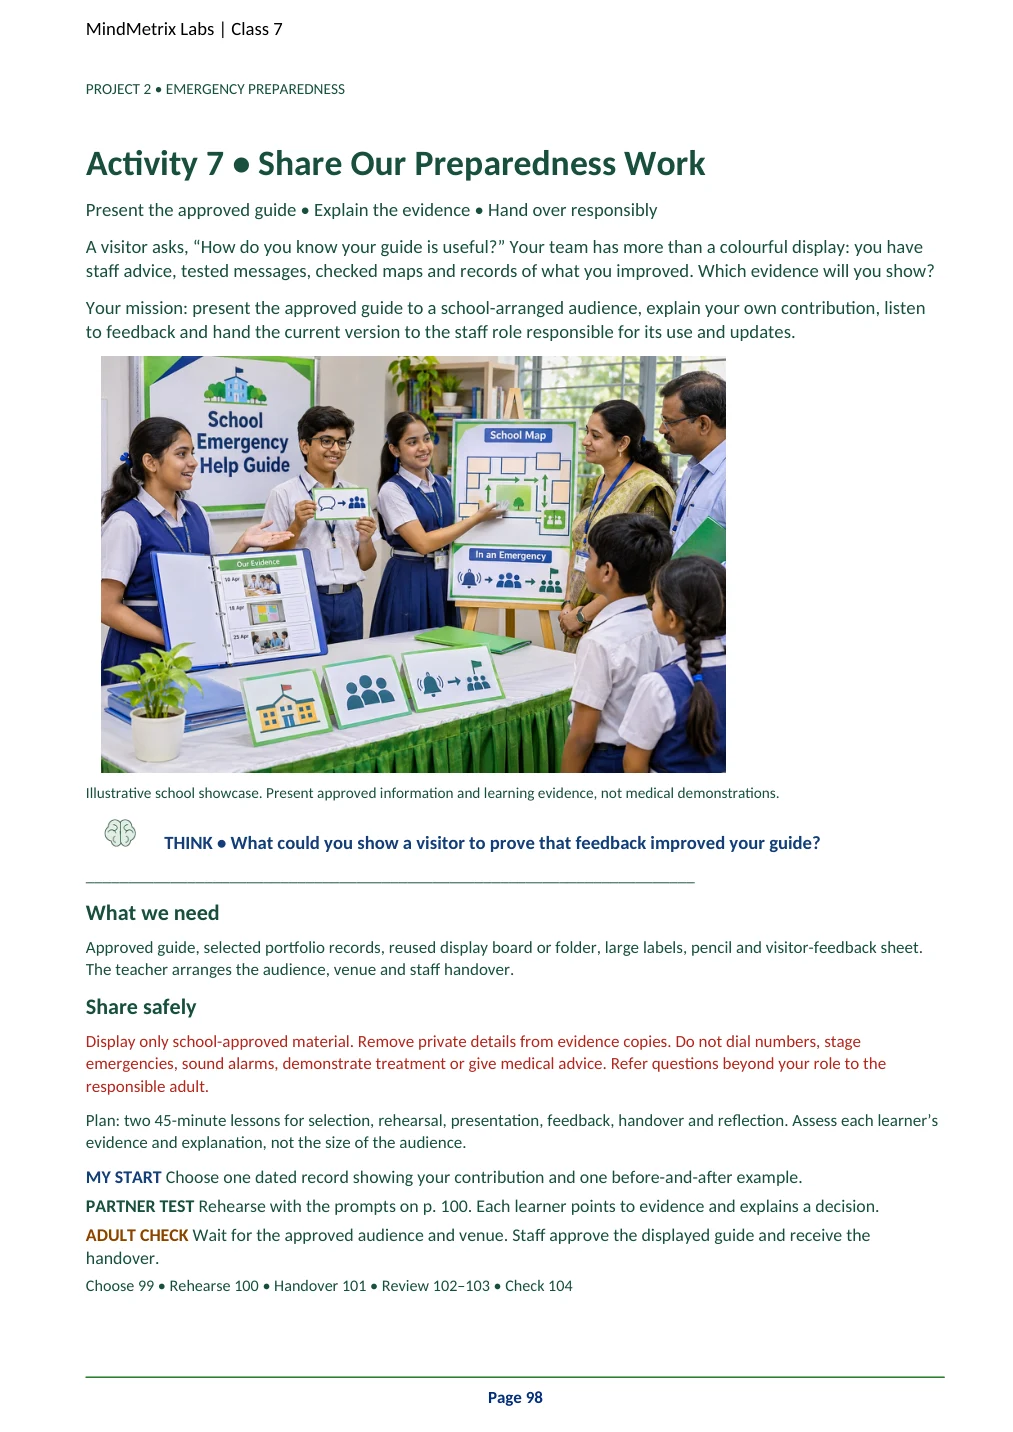 MindMetrix Labs | Class 7
PROJECT 2 • EMERGENCY PREPAREDNESS
Activity 7 • Share Our Preparedness Work
Present the approved guide • Explain the evidence • Hand over responsibly
A visitor asks, “How do you know your guide is useful?” Your team has more than a colourful display: you have
staff advice, tested messages, checked maps and records of what you improved. Which evidence will you show?
Your mission: present the approved guide to a school-arranged audience, explain your own contribution, listen
to feedback and hand the current version to the staff role responsible for its use and updates.
School
Emergency
Help Guide
School Map
In an Emergency
Our Evidence
10 Apr
18 Apr
25 Apr
Illustrative school showcase. Present approved information and learning evidence, not medical demonstrations.
THINK • What could you show a visitor to prove that feedback improved your guide?
What we need
Approved guide, selected portfolio records, reused display board or folder, large labels, pencil and visitor-feedback sheet.
The teacher arranges the audience, venue and staff handover.
Share safely
Display only school-approved material. Remove private details from evidence copies. Do not dial numbers, stage
emergencies, sound alarms, demonstrate treatment or give medical advice. Refer questions beyond your role to the
responsible adult.
Plan: two 45-minute lessons for selection, rehearsal, presentation, feedback, handover and reflection. Assess each learner’s
evidence and explanation, not the size of the audience.
MY START Choose one dated record showing your contribution and one before-and-after example.
PARTNER TEST Rehearse with the prompts on p. 100. Each learner points to evidence and explains a decision.
ADULT CHECK Wait for the approved audience and venue. Staff approve the displayed guide and receive the
handover.
Choose 99 • Rehearse 100 • Handover 101 • Review 102–103 • Check 104
Page 98